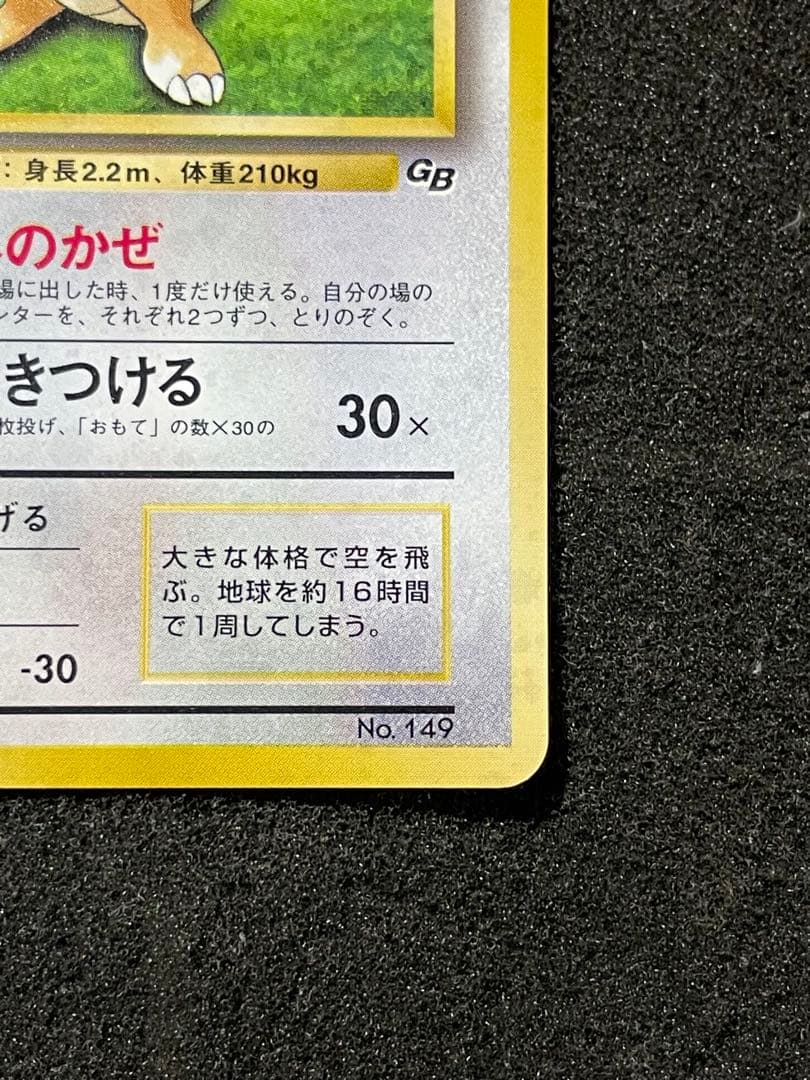 ：身長2.2m、体重210kg
GB
のかぜ
場に出した時、1度だけ使える。自分の場の
ンターを、それぞれ2つずつ、とりのぞく。
きつける
枚投げ、「おもて」の数×30の
30×
げる
大きな体格で空を飛
ぶ。地球を約16時間
で1周してしまう。
-30
No. 149